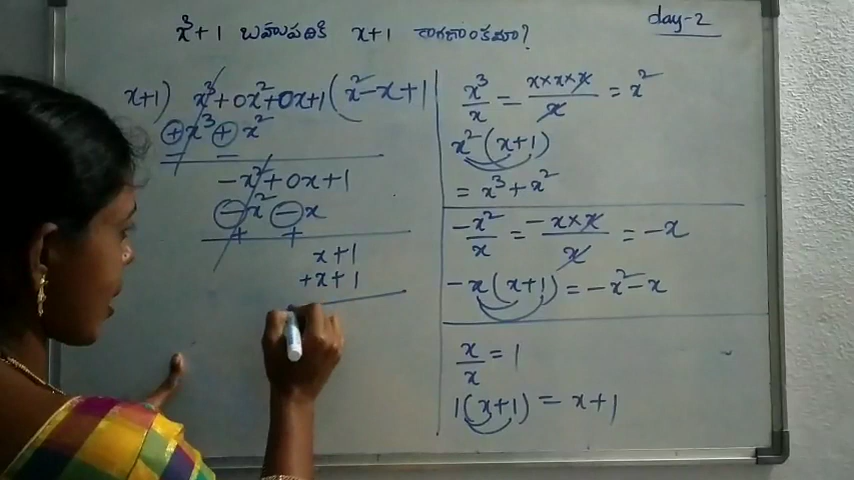 day-2
x³+1 బహుపదికి x+1 కారణాంకమా?
x+1) x³+0x²+0x+1 (x²-x+1
⊕x³ ⊕ x²
- -
-x²+0x+1
⊖x² ⊖x
+ +
x+1
+x+1
x³/x = x×x×x/x = x²
x²(x+1)
= x³+x²
-x²/x = -x×x/x = -x
-x(x+1) = -x²-x
x/x = 1
1(x+1) = x+1